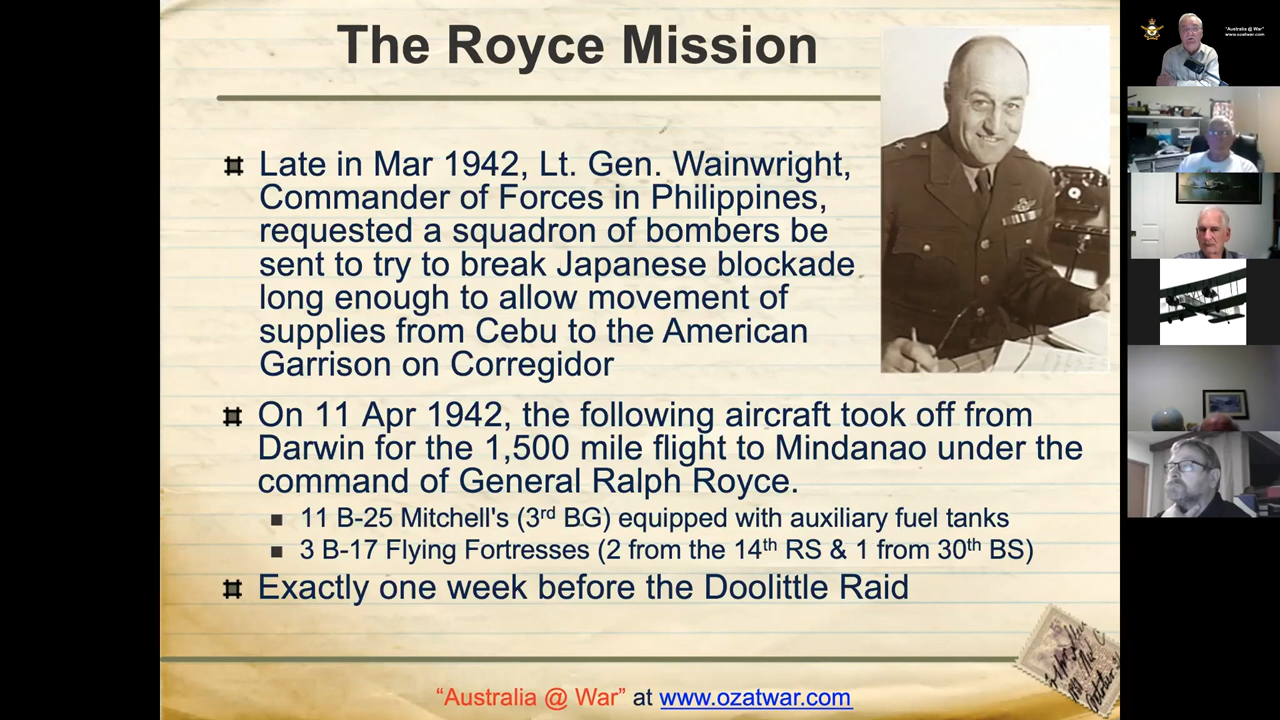 The Royce Mission
Late in Mar 1942, Lt. Gen. Wainwright,
Commander of Forces in Philippines,
requested a squadron of bombers be
sent to try to break Japanese blockade
long enough to allow movement of
supplies from Cebu to the American
Garrison on Corregidor
On 11 Apr 1942, the following aircraft took off from
Darwin for the 1,500 mile flight to Mindanao under the
command of General Ralph Royce.
11 B-25 Mitchell's (3rd BG) equipped with auxiliary fuel tanks
3 B-17 Flying Fortresses (2 from the 14th RS & 1 from 30th BS)
Exactly one week before the Doolittle Raid
“Australia @ War” at www.ozatwar.com
"Australia @ War"
www.ozatwar.com